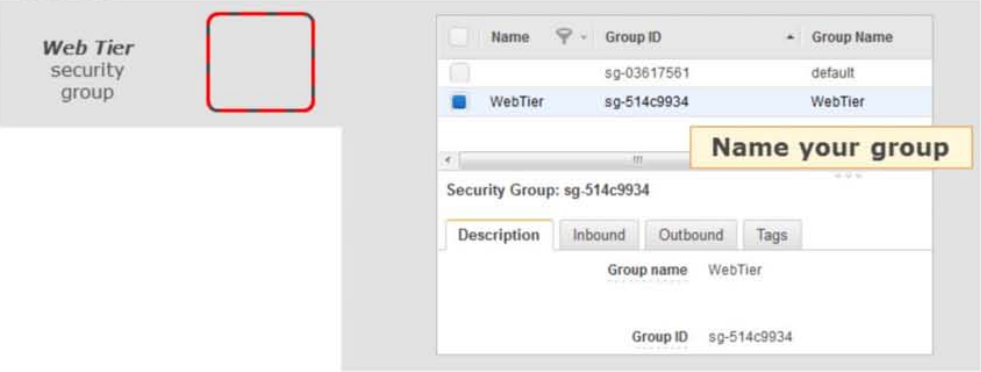 Web Tier
security
group
Name Group ID Group Name
sg-03617561 default
WebTier sg-514c9934 WebTier
Name your group
Security Group: sg-514c9934
Description Inbound Outbound Tags
Group name WebTier
Group ID sg-514c9934